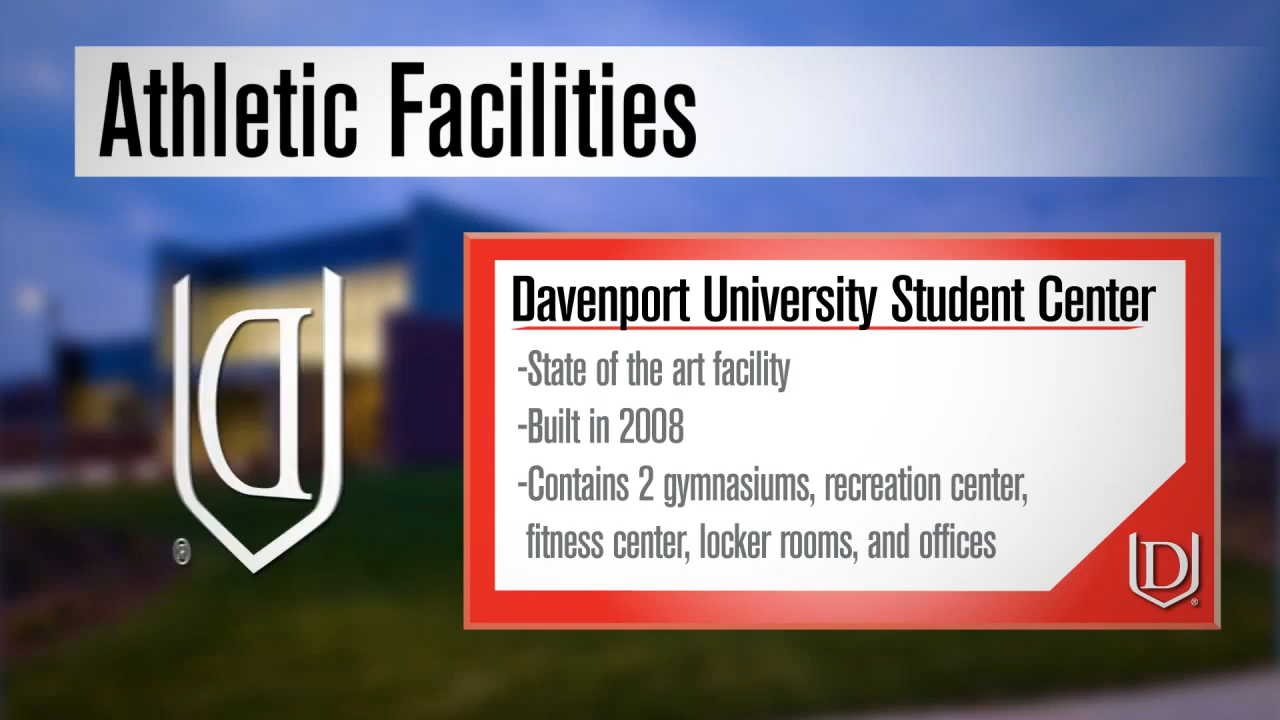 Athletic Facilities
Davenport University Student Center
-State of the art facility
-Built in 2008
-Contains 2 gymnasiums, recreation center,
fitness center, locker rooms, and offices
D
D
®
®